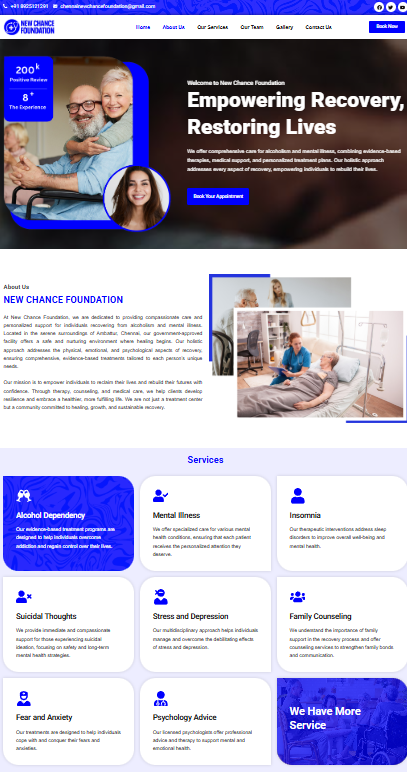 +91 8925121291 chennainewchancefoundation@gmail.com
NEW CHANCE
FOUNDATION
Home About Us Our Services Our Team Gallery Contact Us Book Now
200 k
Positive Review
8 +
The Experience
Welcome to New Chance Foundation
Empowering Recovery,
Restoring Lives
We offer comprehensive care for alcoholism and mental illness, combining evidence-based
therapies, medical support, and personalized treatment plans. Our holistic approach
addresses every aspect of recovery, empowering individuals to rebuild their lives.
Book Your Appointment
About Us
NEW CHANCE FOUNDATION
At New Chance Foundation, we are dedicated to providing compassionate care and
personalized support for individuals recovering from alcoholism and mental illness.
Located in the serene surroundings of Ambattur, Chennai, our government-approved
facility offers a safe and nurturing environment where healing begins. Our holistic
approach addresses the physical, emotional, and psychological aspects of recovery,
ensuring comprehensive, evidence-based treatments tailored to each person's unique
needs.
Our mission is to empower individuals to reclaim their lives and rebuild their futures with
confidence. Through therapy, counseling, and medical care, we help clients develop
resilience and embrace a healthier, more fulfilling life. We are not just a treatment center
but a community committed to healing, growth, and sustainable recovery.
Services
Alcohol Dependency
Our evidence-based treatment programs are
designed to help individuals overcome
addiction and regain control over their lives.
Mental Illness
We offer specialized care for various mental
health conditions, ensuring that each patient
receives the personalized attention they
deserve.
Insomnia
Our therapeutic interventions address sleep
disorders to improve overall well-being and
mental health.
Suicidal Thoughts
We provide immediate and compassionate
support for those experiencing suicidal
ideation, focusing on safety and long-term
mental health strategies.
Stress and Depression
Our multidisciplinary approach helps individuals
manage and overcome the debilitating effects
of stress and depression.
Family Counseling
We understand the importance of family
support in the recovery process and offer
counseling services to strengthen family bonds
and communication.
Fear and Anxiety
Our treatments are designed to help individuals
cope with and conquer their fears and
anxieties.
Psychology Advice
Our licensed psychologists offer professional
advice and therapy to support mental and
emotional health.
We Have More
Service